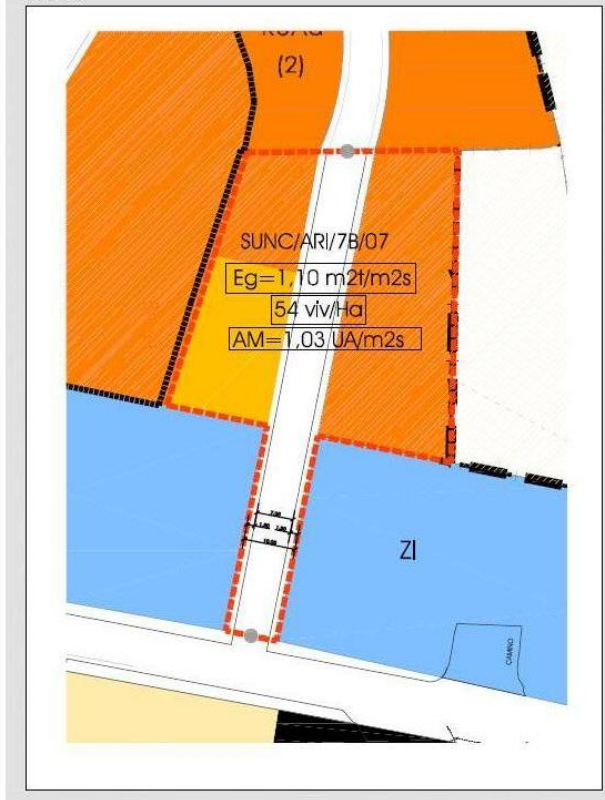 (2)
SUNC/ARI/7B/07
Eg=1,10 m2t/m2s
54 viv/Ha
AM=1,03 UA/m2s
ZI
CAMINO